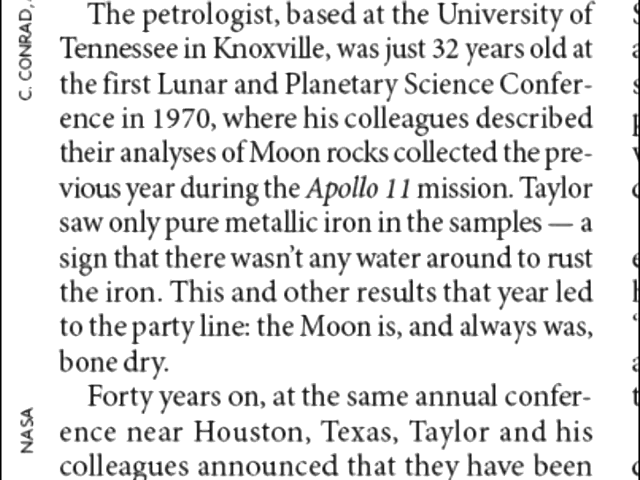 The petrologist, based at the University of
Tennessee in Knoxville, was just 32 years old at
the first Lunar and Planetary Science Confer-
ence in 1970, where his colleagues described
their analyses of Moon rocks collected the pre-
vious year during the Apollo 11 mission. Taylor
saw only pure metallic iron in the samples — a
sign that there wasn’t any water around to rust
the iron. This and other results that year led
to the party line: the Moon is, and always was,
bone dry.
Forty years on, at the same annual confer-
ence near Houston, Texas, Taylor and his
colleagues announced that they have been
C. CONRAD,
NASA